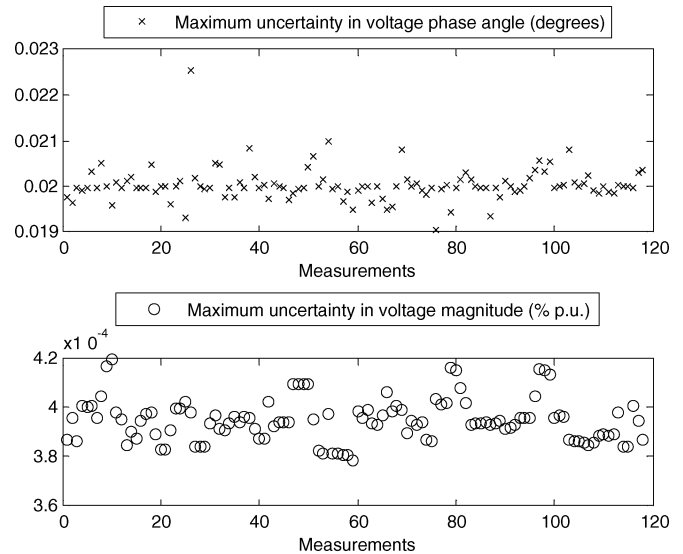 × Maximum uncertainty in voltage phase angle (degrees)
0.023
0.022
0.021
0.02
0.019
0 20 40 60 80 100 120
Measurements
Maximum uncertainty in voltage magnitude (% p.u.)
x1 0^-4
4.2
4
3.8
3.6
0 20 40 60 80 100 120
Measurements